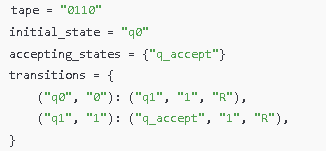 tape = "0110"
initial_state = "q0"
accepting_states = {"q_accept"}
transitions = {
    ("q0", "0"): ("q1", "1", "R"),
    ("q1", "1"): ("q_accept", "1", "R"),
}